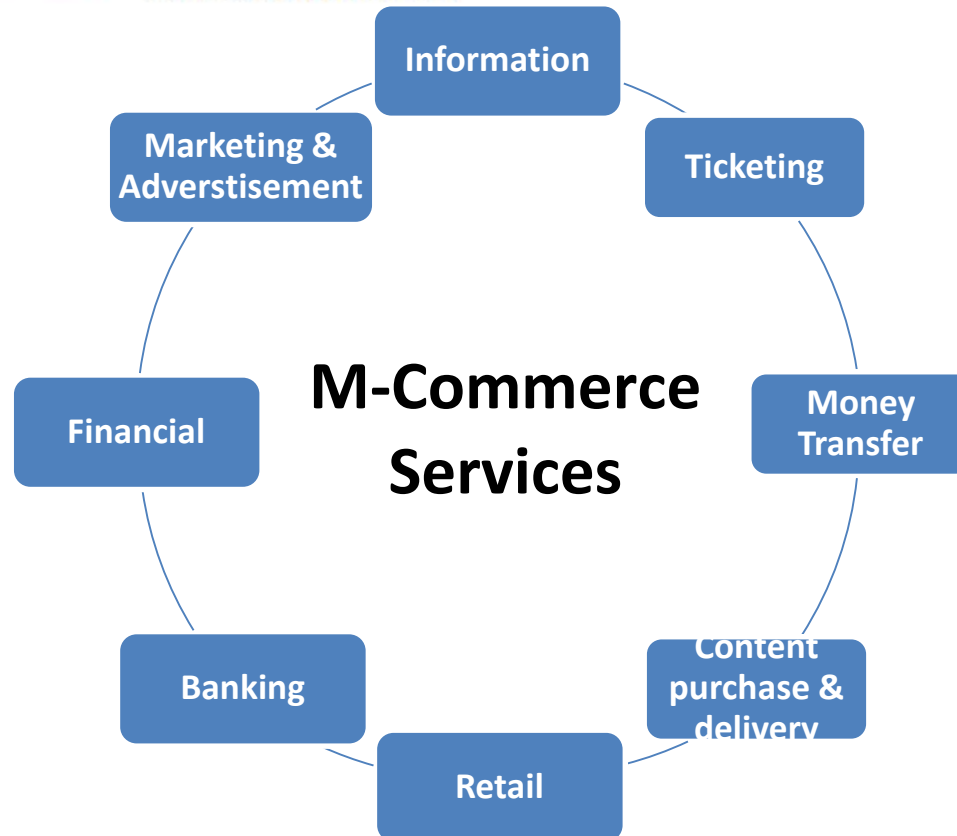 Information
Marketing &
Adverstisement
Ticketing
M-Commerce
Services
Financial
Money
Transfer
Content
purchase &
delivery
Banking
Retail